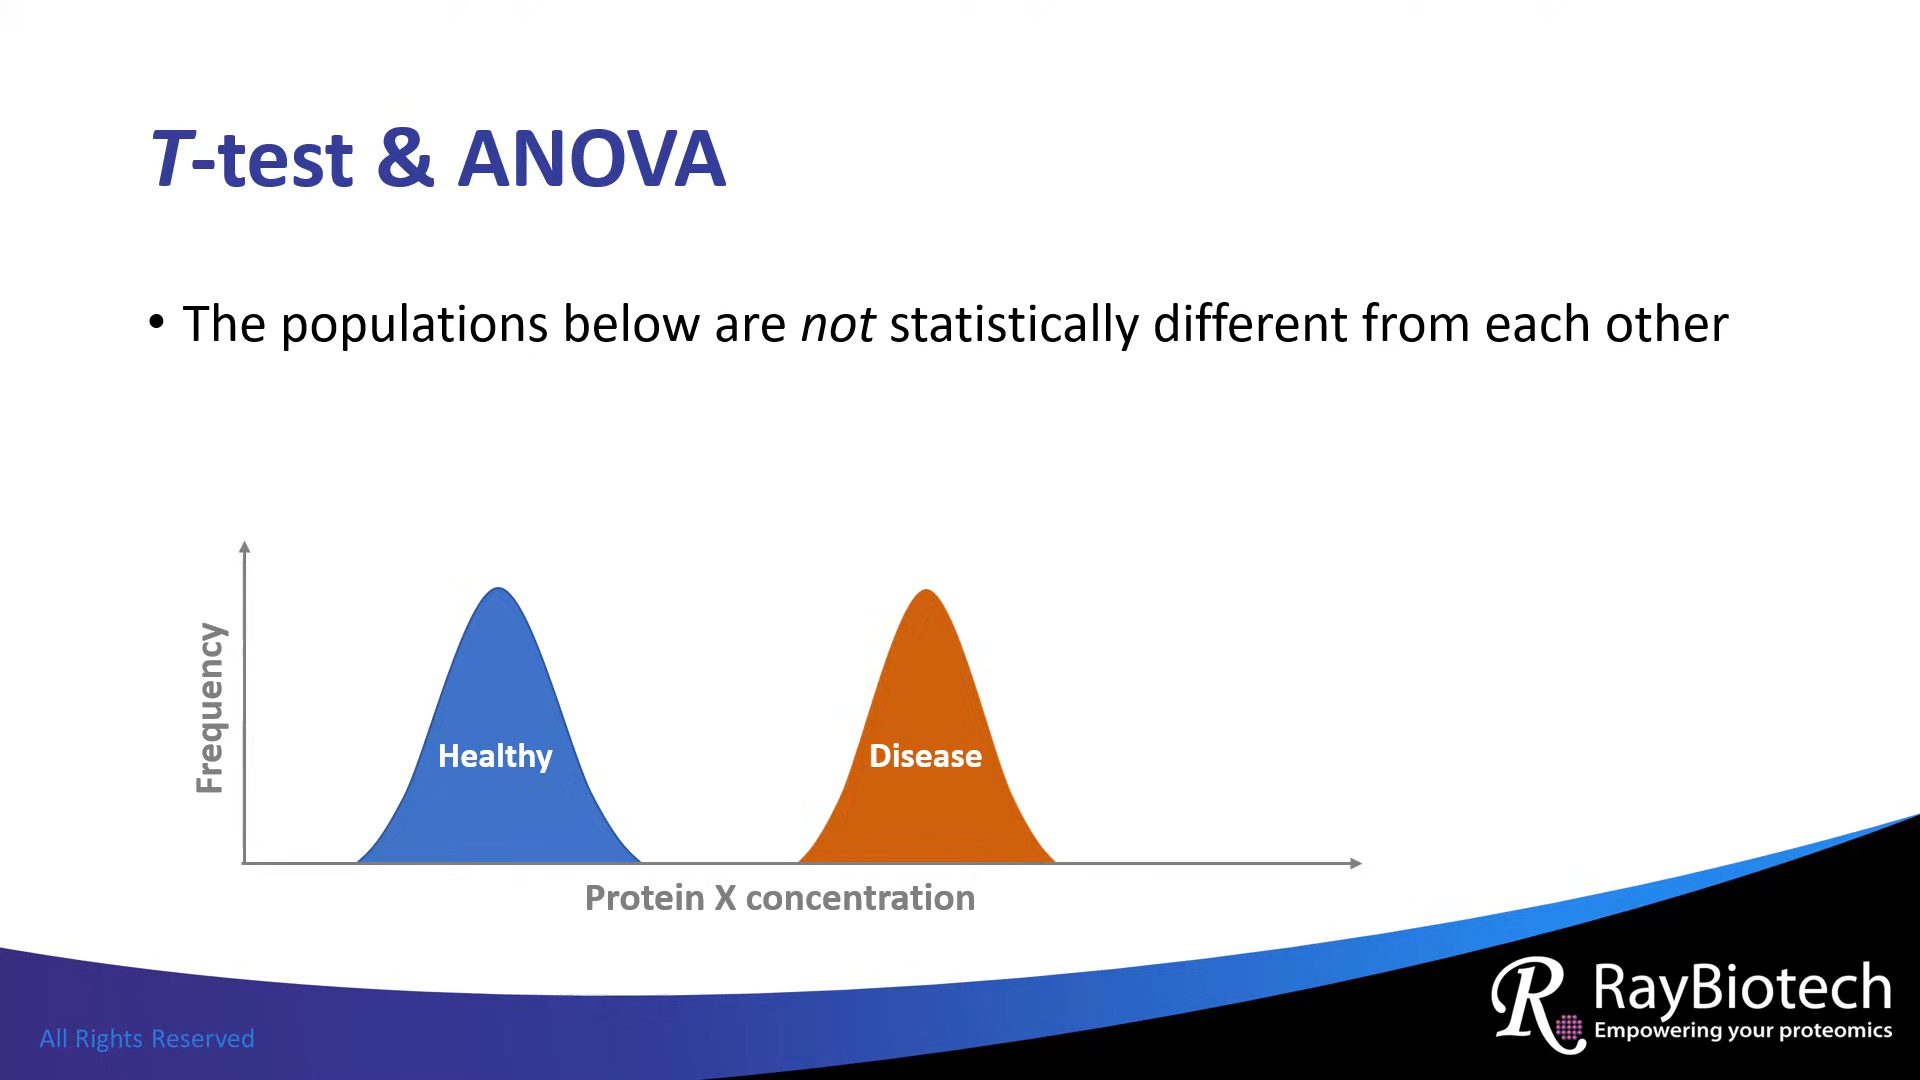 T-test & ANOVA
• The populations below are not statistically different from each other
Frequency
Healthy
Disease
Protein X concentration
All Rights Reserved
R RayBiotech
Empowering your proteomics